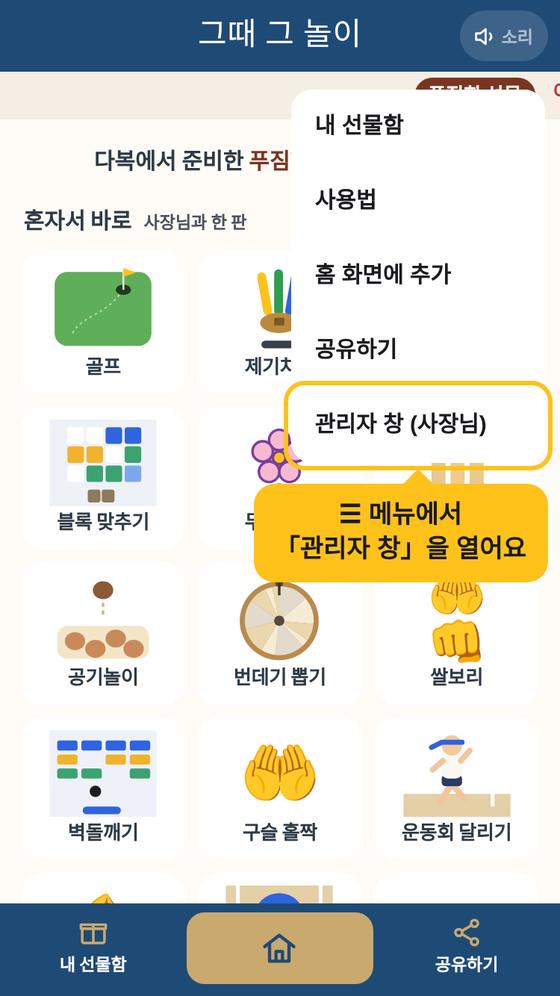 그때 그 놀이
소리
내 선물함
사용법
홈 화면에 추가
공유하기
관리자 창 (사장님)
☰ 메뉴에서
「관리자 창」을 열어요
다복에서 준비한
혼자서 바로 사장님과 한 판
골프
블록 맞추기
공기놀이
번데기 뽑기
쌀보리
벽돌깨기
구슬 홀짝
운동회 달리기
내 선물함
공유하기